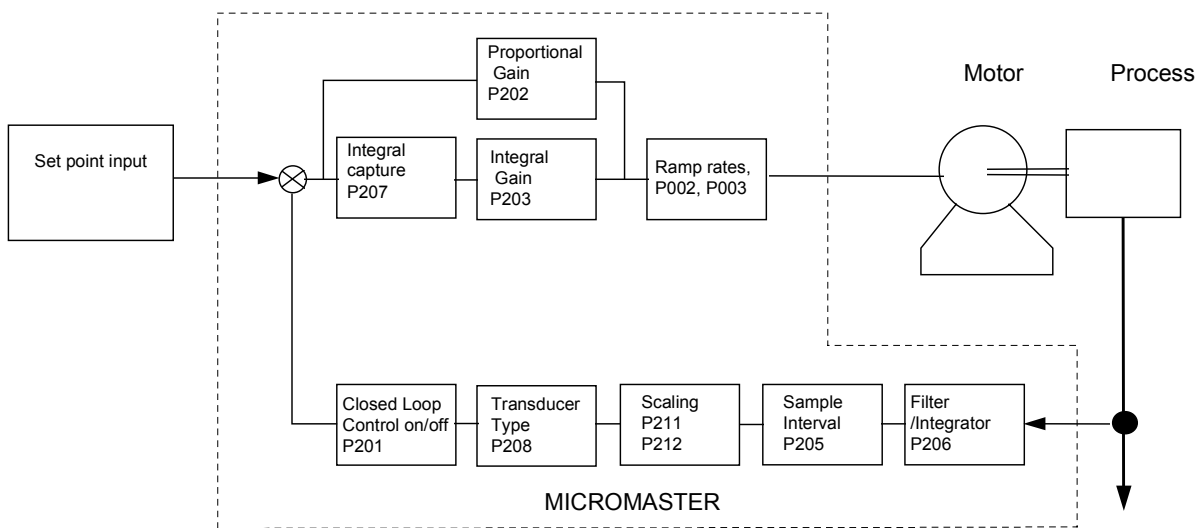 Proportional
Gain
P202
Motor
Process
Set point input
Integral
capture
P207
Integral
Gain
P203
Ramp rates,
P002, P003
Closed Loop
Control on/off
P201
Transducer
Type
P208
Scaling
P211
P212
Sample
Interval
P205
Filter
/Integrator
P206
MICROMASTER